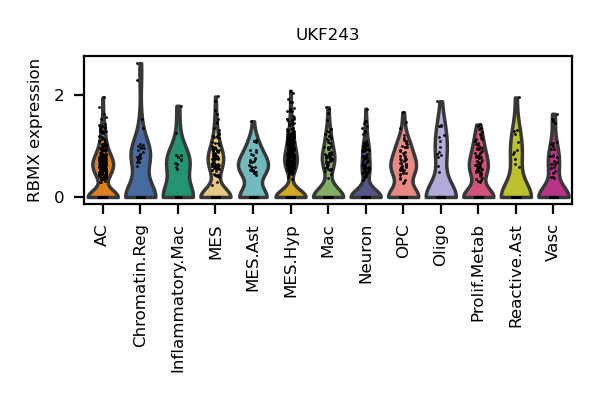 UKF243
RBMX expression
2
0
AC
Chromatin.Reg
Inflammatory.Mac
MES
MES.Ast
MES.Hyp
Mac
Neuron
OPC
Oligo
Prolif.Metab
Reactive.Ast
Vasc